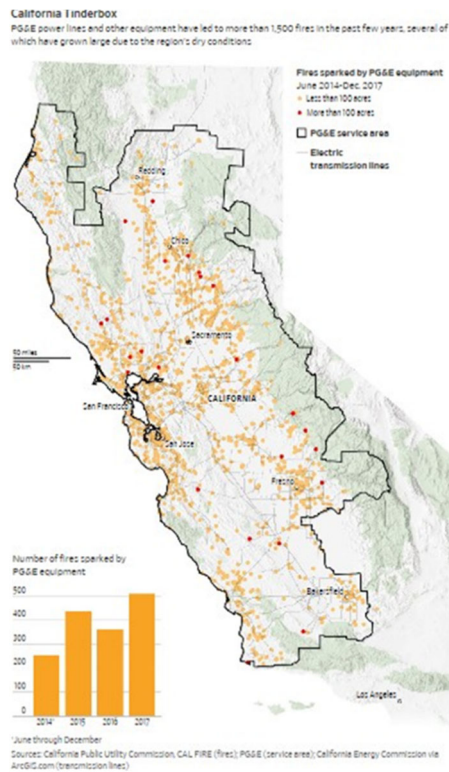 California Tinderbox
PG&E power lines and other equipment have led to more than 1,500 fires in the past few years, several of
which have grown large due to the region's dry conditions
Fires sparked by PG&E equipment
June 2014-Dec. 2017
Less than 100 acres
More than 100 acres
PG&E service area
Electric
transmission lines
Redding
Chico
Sacramento
50 miles
50 km
CALIFORNIA
San Francisco
San Jose
Fresno
Number of fires sparked by
PG&E equipment
500
400
300
200
100
0
2014*
2015
2016
2017
Bakersfield
Los Angeles
*June through December
Sources: California Public Utility Commission, CAL FIRE (fires); PG&E (service area); California Energy Commission via
ArcGIS.com (transmission lines)